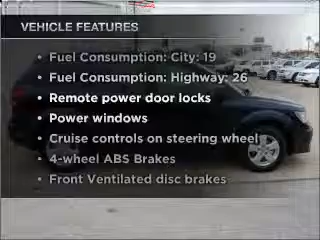 VEHICLE FEATURES
• Fuel Consumption: City: 19
• Fuel Consumption: Highway: 26
• Remote power door locks
• Power windows
• Cruise controls on steering wheel
• 4-wheel ABS Brakes
• Front Ventilated disc brakes